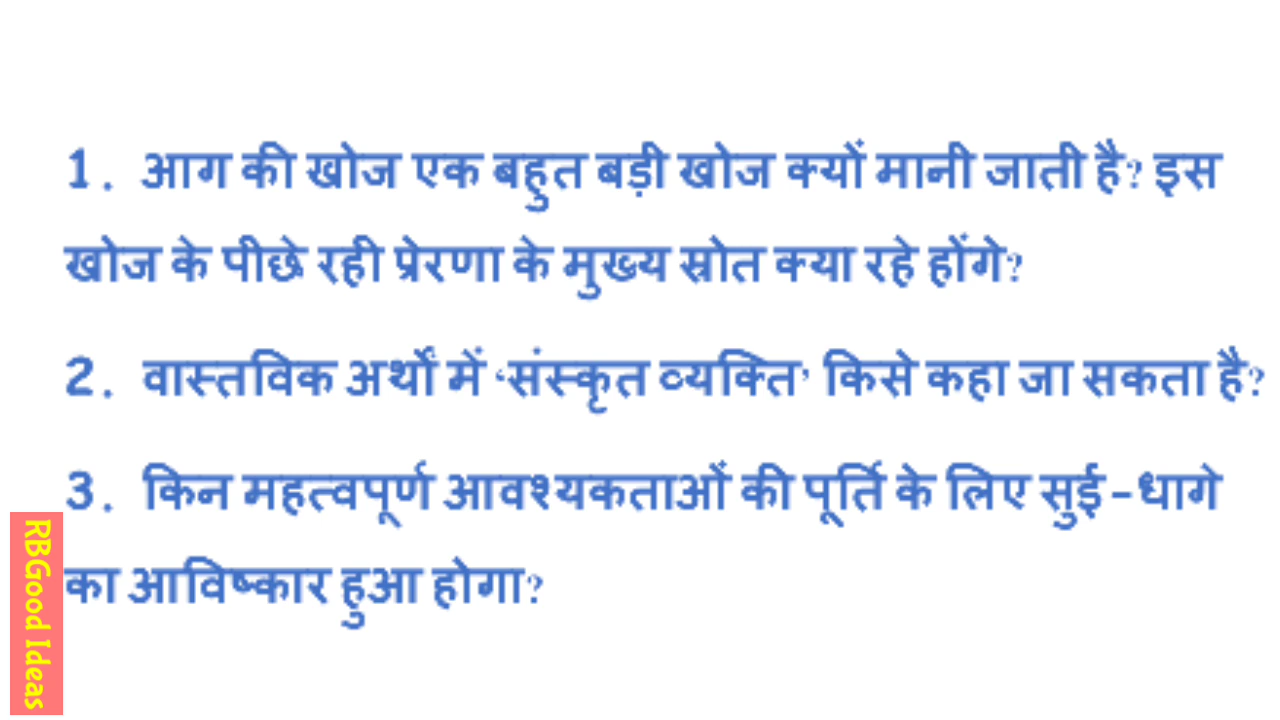 1. आग की खोज एक बहुत बड़ी खोज क्यों मानी जाती है? इस
खोज के पीछे रही प्रेरणा के मुख्य स्रोत क्या रहे होंगे?
2. वास्तविक अर्थों में ‘संस्कृत व्यक्ति’ किसे कहा जा सकता है?
3. किन महत्वपूर्ण आवश्यकताओं की पूर्ति के लिए सुई-धागे
का आविष्कार हुआ होगा?
RBGood Ideas